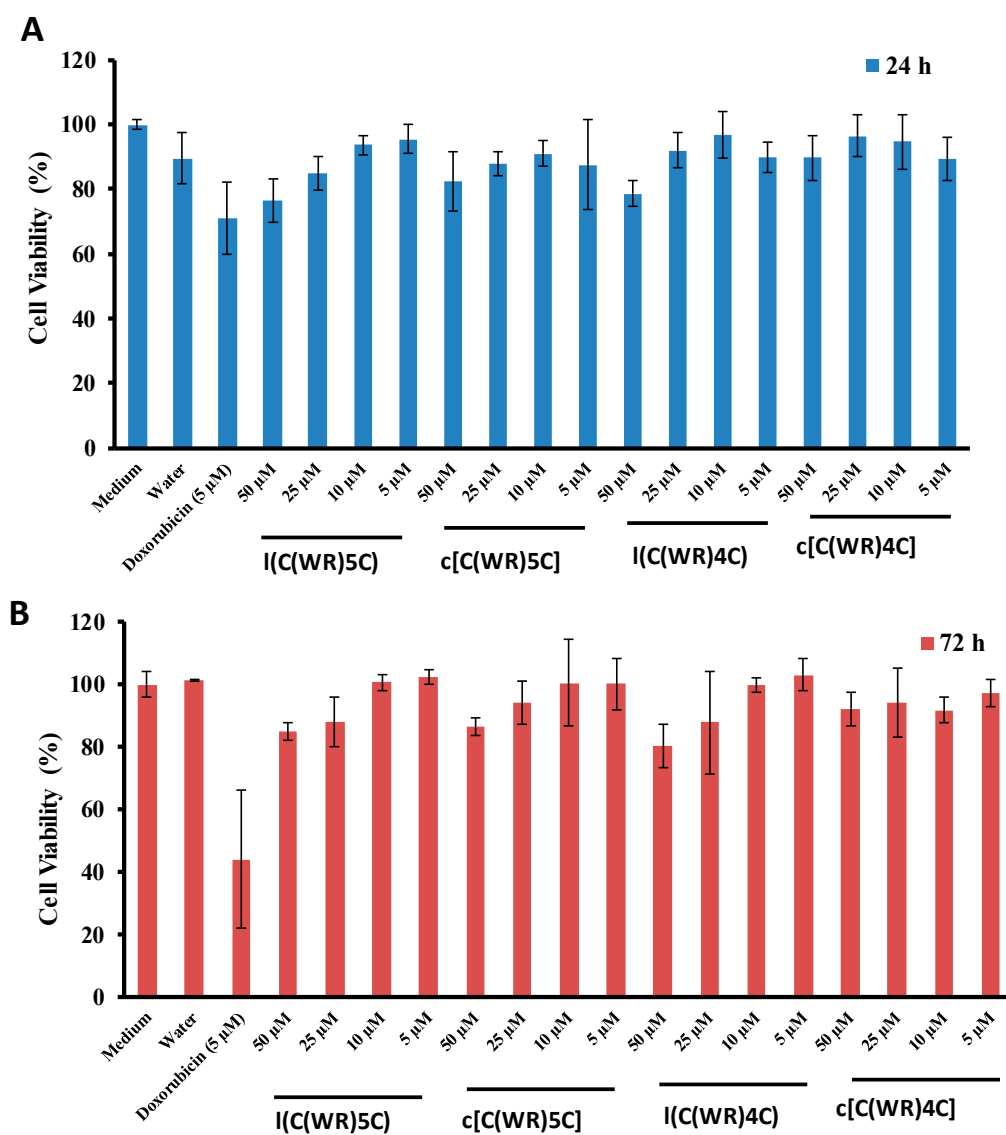 A
24 h
120
100
80
60
40
20
0
Cell Viability (%)
Medium
Water
Doxorubicin (5 µM)
50 µM
25 µM
10 µM
5 µM
50 µM
25 µM
10 µM
5 µM
50 µM
25 µM
10 µM
5 µM
50 µM
25 µM
10 µM
5 µM
l(C(WR)5C)
c[C(WR)5C]
l(C(WR)4C)
c[C(WR)4C]
B
72 h
120
100
80
60
40
20
0
Cell Viability (%)
Medium
Water
Doxorubicin (5 µM)
50 µM
25 µM
10 µM
5 µM
50 µM
25 µM
10 µM
5 µM
50 µM
25 µM
10 µM
5 µM
50 µM
25 µM
10 µM
5 µM
l(C(WR)5C)
c[C(WR)5C]
l(C(WR)4C)
c[C(WR)4C]